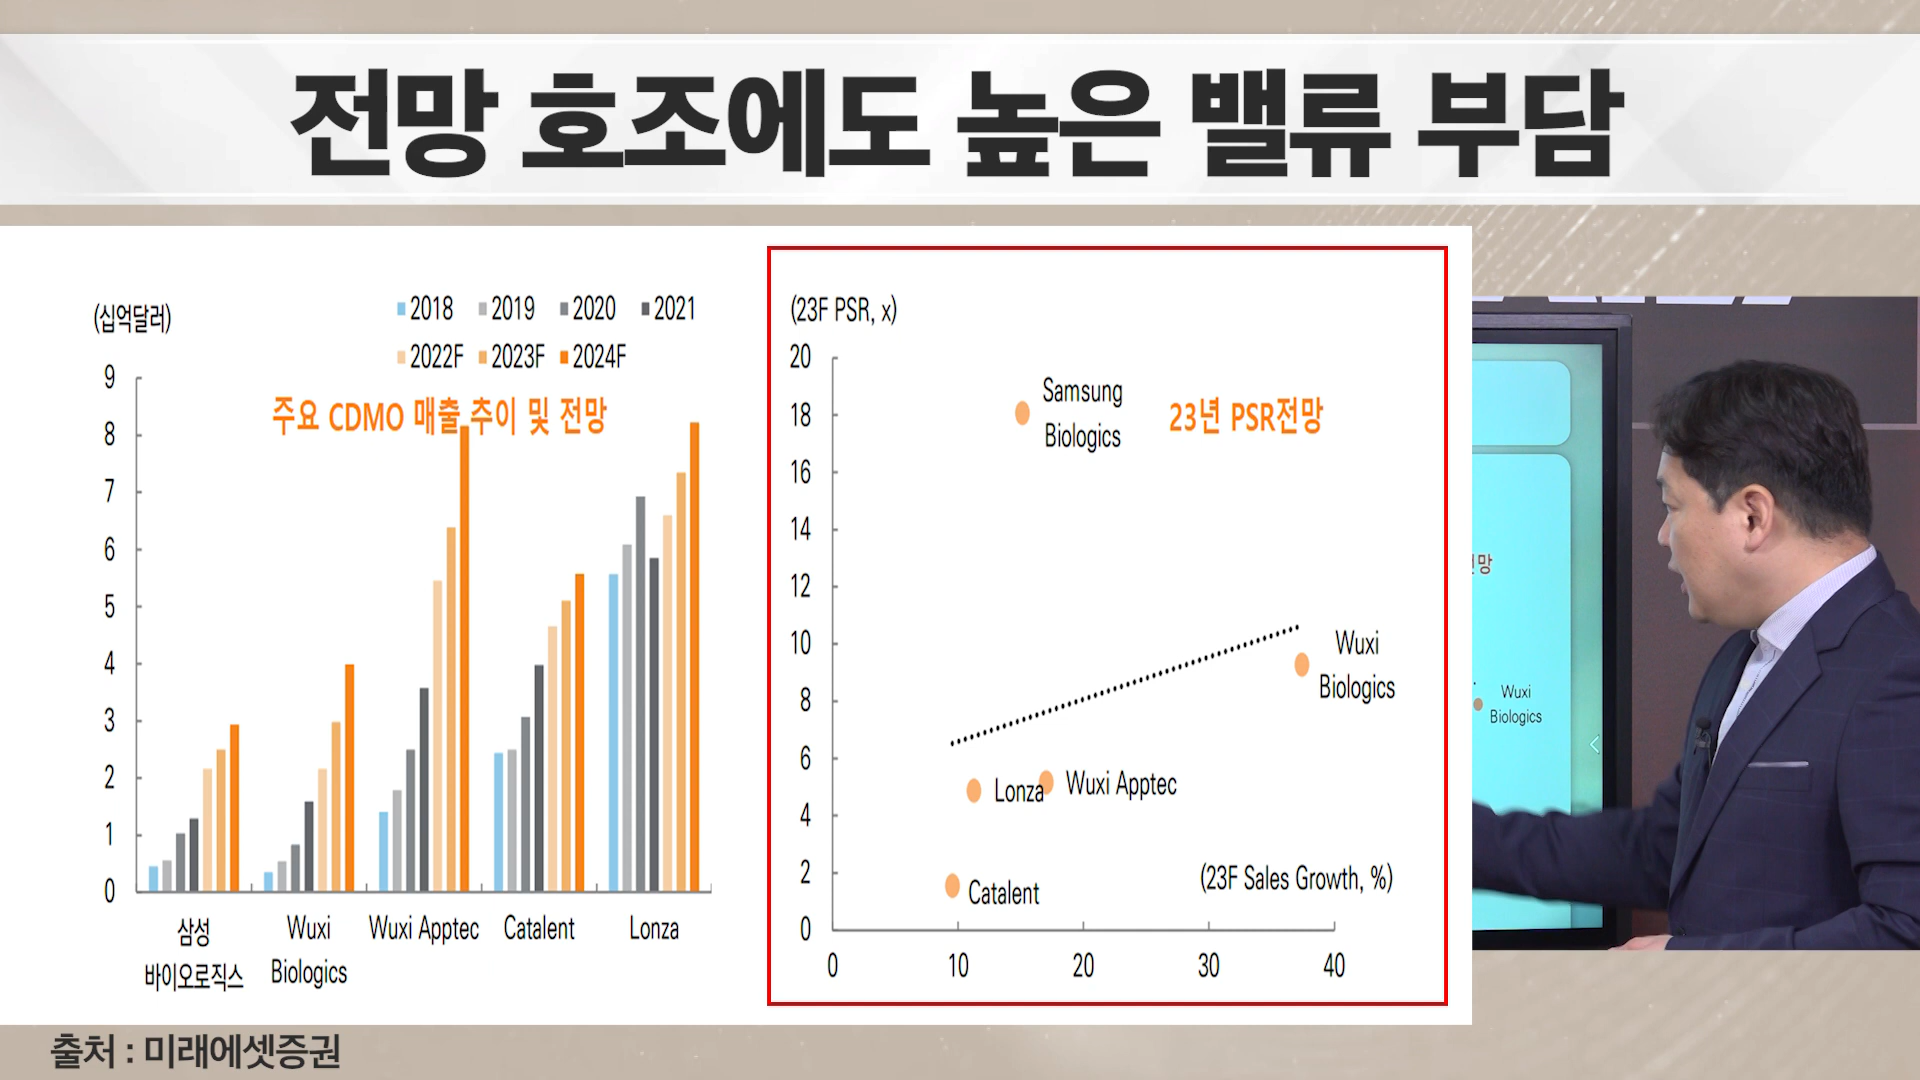 전망 호조에도 높은 밸류 부담
(십억달러)
2018 2019 2020 2021
2022F 2023F 2024F
주요 CDMO 매출 추이 및 전망
9
8
7
6
5
4
3
2
1
0
삼성
바이오로직스
Wuxi
Biologics
Wuxi Apptec
Catalent
Lonza
(23F PSR, x)
23년 PSR전망
20
18
16
14
12
10
8
6
4
2
0
Samsung
Biologics
Wuxi
Biologics
Lonza
Wuxi Apptec
Catalent
(23F Sales Growth, %)
0 10 20 30 40
망
Wuxi
Biologics
출처 : 미래에셋증권